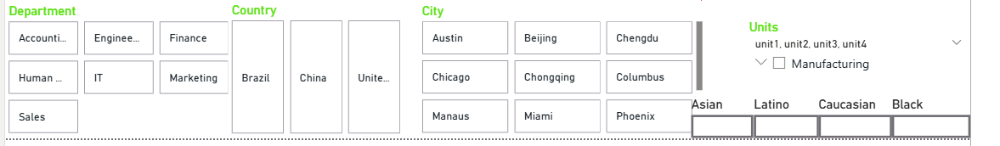 Department
Accounti...
Enginee...
Finance
Human ...
IT
Marketing
Sales
Country
Brazil
China
Unite...
City
Austin
Beijing
Chengdu
Chicago
Chongqing
Columbus
Manaus
Miami
Phoenix
Units
unit1, unit2, unit3, unit4
Manufacturing
Asian
Latino
Caucasian
Black